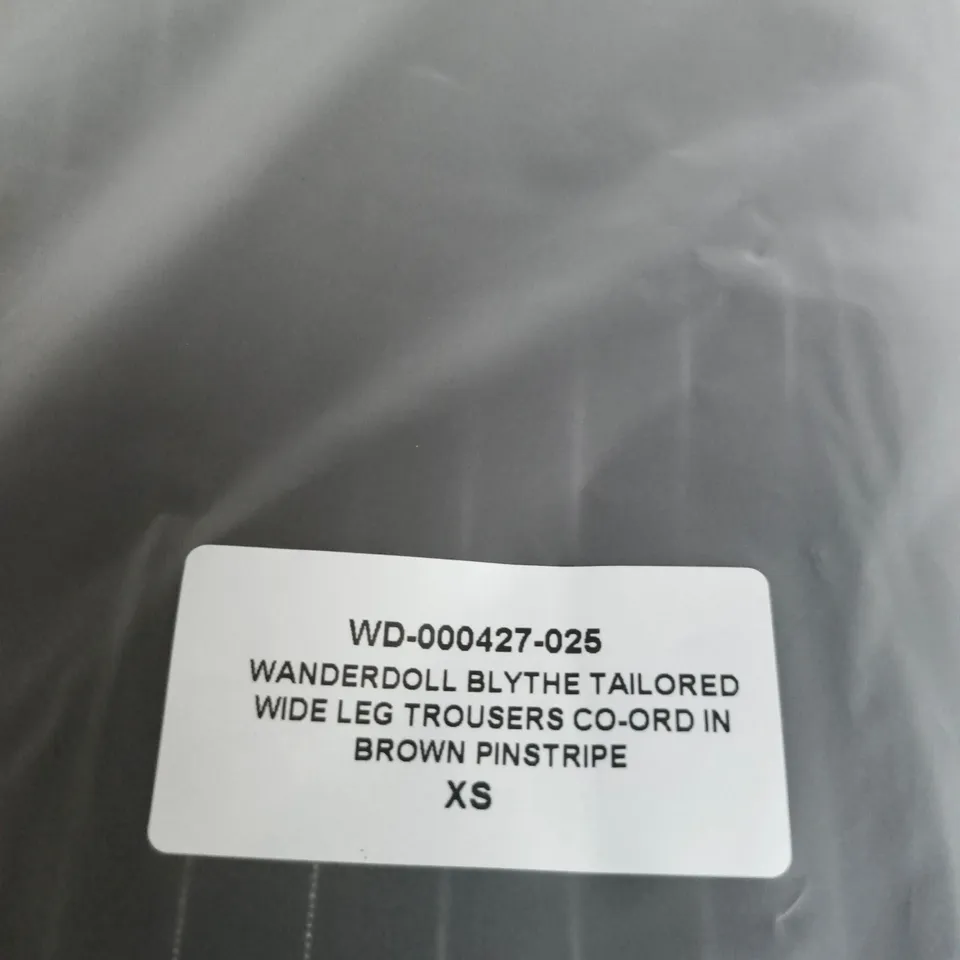 WD-000427-025
WANDERDOLL BLYTHE TAILORED
WIDE LEG TROUSERS CO-ORD IN
BROWN PINSTRIPE
XS